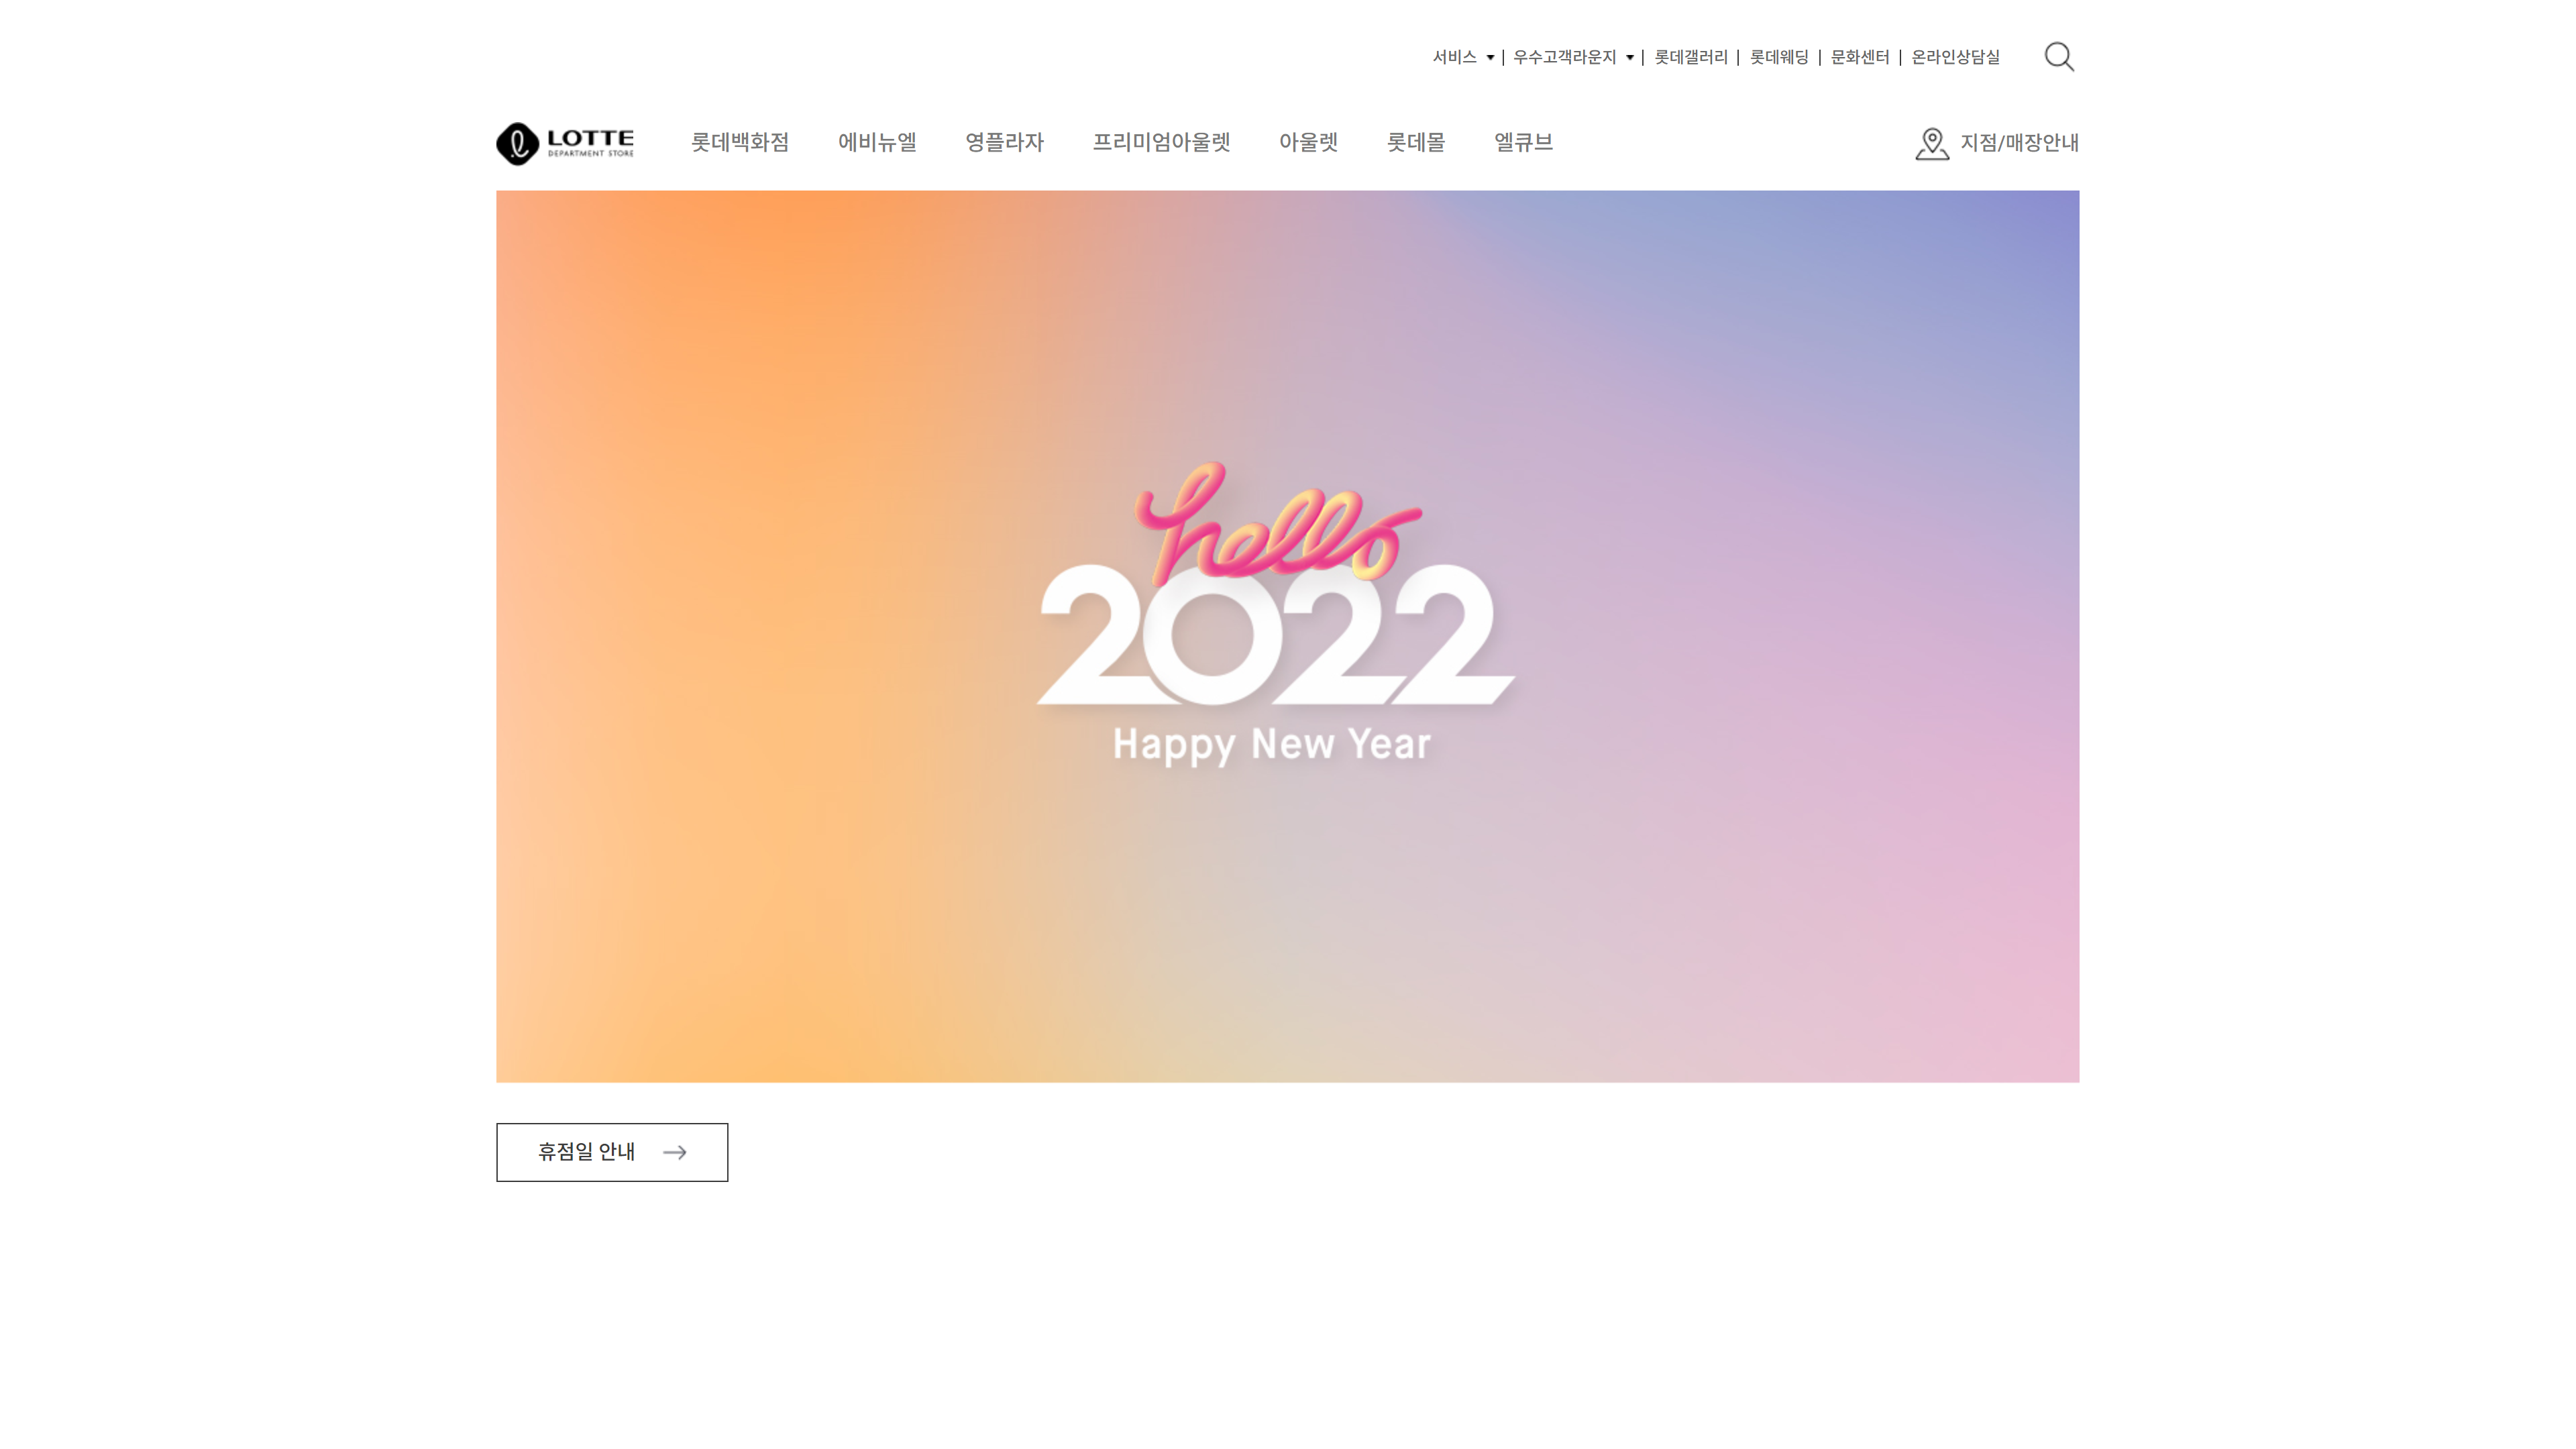 서비스 | 우수고객라운지 | 롯데갤러리 | 롯데웨딩 | 문화센터 | 온라인상담실
LOTTE
DEPARTMENT STORE
롯데백화점 에비뉴엘 영플라자 프리미엄아울렛 아울렛 롯데몰 엘큐브 지점/매장안내
hello
2022
Happy New Year
휴점일 안내